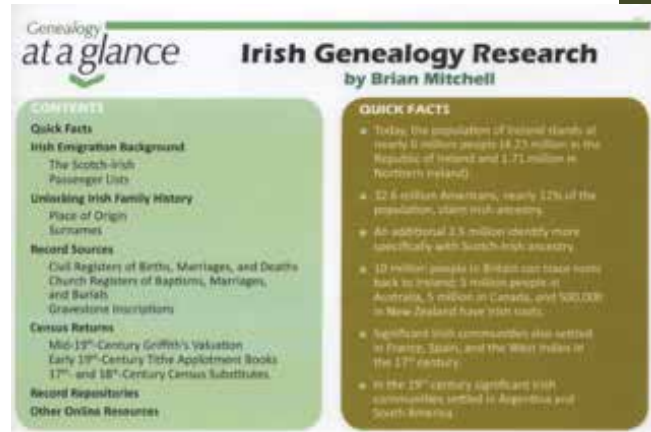 Genealogy
at a glance
Irish Genealogy Research
by Brian Mitchell
CONTENTS
Quick Facts
Irish Emigration Background
The Scotch-Irish
Passenger Lists
Unlocking Irish Family History
Place of Origin
Surnames
Record Sources
Civil Registers of Births, Marriages, and Deaths
Church Registers of Baptisms, Marriages,
and Burials
Gravestone Inscriptions
Census Returns
Mid-19th-Century Griffith's Valuation
Early 19th-Century Tithe Applotment Books
17th- and 18th-Century Census Substitutes
Record Repositories
Other Online Resources
QUICK FACTS
Today, the population of Ireland stands at
nearly 6 million people (4.23 million in the
Republic of Ireland and 1.71 million in
Northern Ireland).
32.6 million Americans, nearly 12% of the
population, claim Irish ancestry.
An additional 3.5 million identify more
specifically with Scotch-Irish ancestry.
10 million people in Britain can trace roots
back to Ireland; 5 million people in
Australia, 5 million in Canada, and 500,000
in New Zealand have Irish roots.
Significant Irish communities also settled
in France, Spain, and the West Indies in
the 17th century.
In the 19th century significant Irish
communities settled in Argentina and
South America.